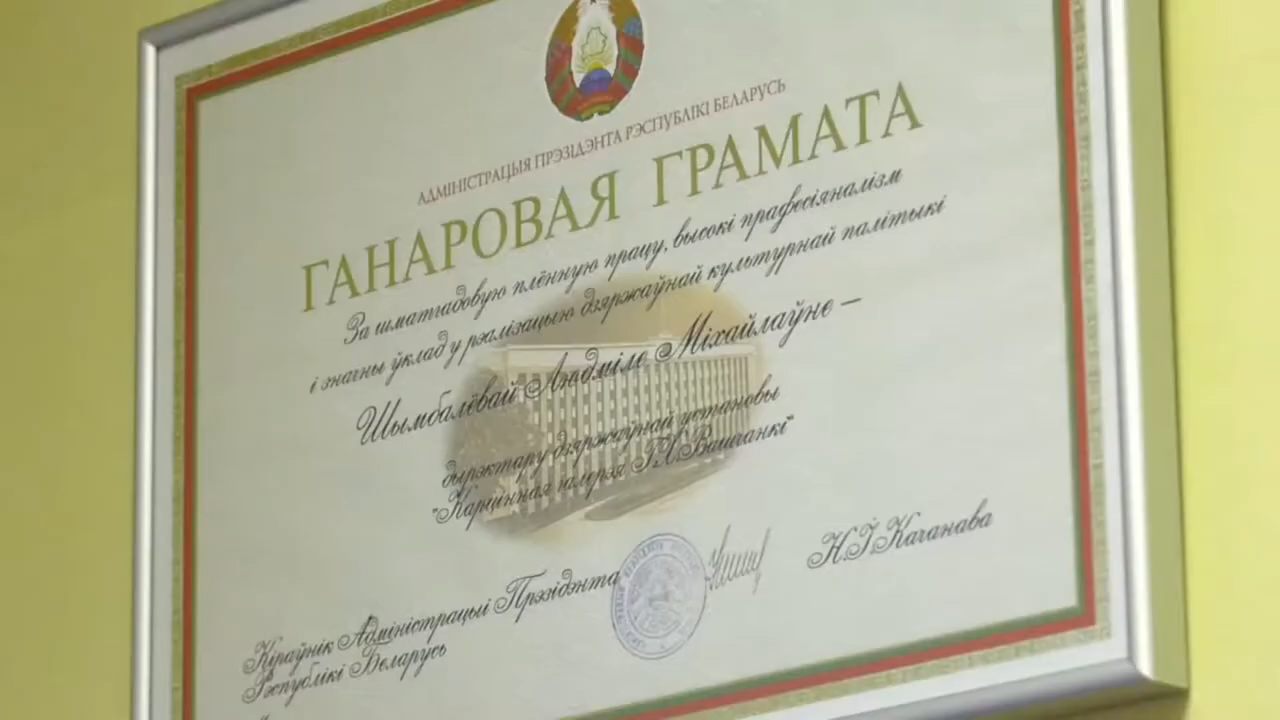 АДМІНІСТРАЦЫЯ ПРЭЗІДЭНТА РЭСПУБЛІКІ БЕЛАРУСЬ
ГАНАРОВАЯ ГРАМАТА
За шматгадовую плённую працу, высокі прафесіяналізм
і значны ўклад у рэалізацыю дзяржаўнай культурнай палітыкі
Шымбалёвай Людміле Міхайлаўне –
дырэктару дзяржаўнай установы
"Карцінная галерэя Г.Х.Вашчанкі"
Кіраўнік Адміністрацыі Прэзідэнта
Рэспублікі Беларусь
Н.І.Качанава